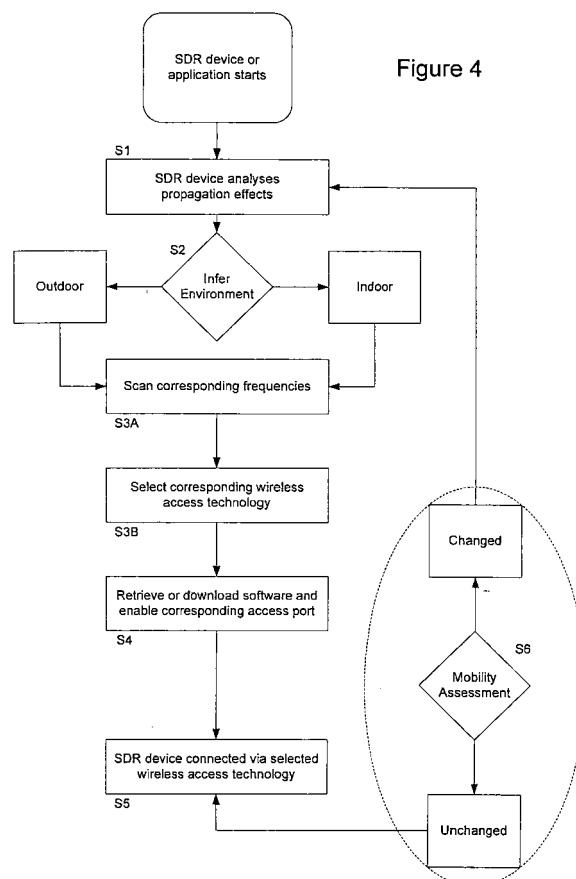 SDR device or
application starts
Figure 4
S1
SDR device analyses
propagation effects
S2
Infer
Environment
Outdoor
Indoor
Scan corresponding frequencies
S3A
Select corresponding wireless
access technology
S3B
Changed
Retrieve or download software and
enable corresponding access port
S4
S6
Mobility
Assessment
SDR device connected via selected
wireless access technology
S5
Unchanged